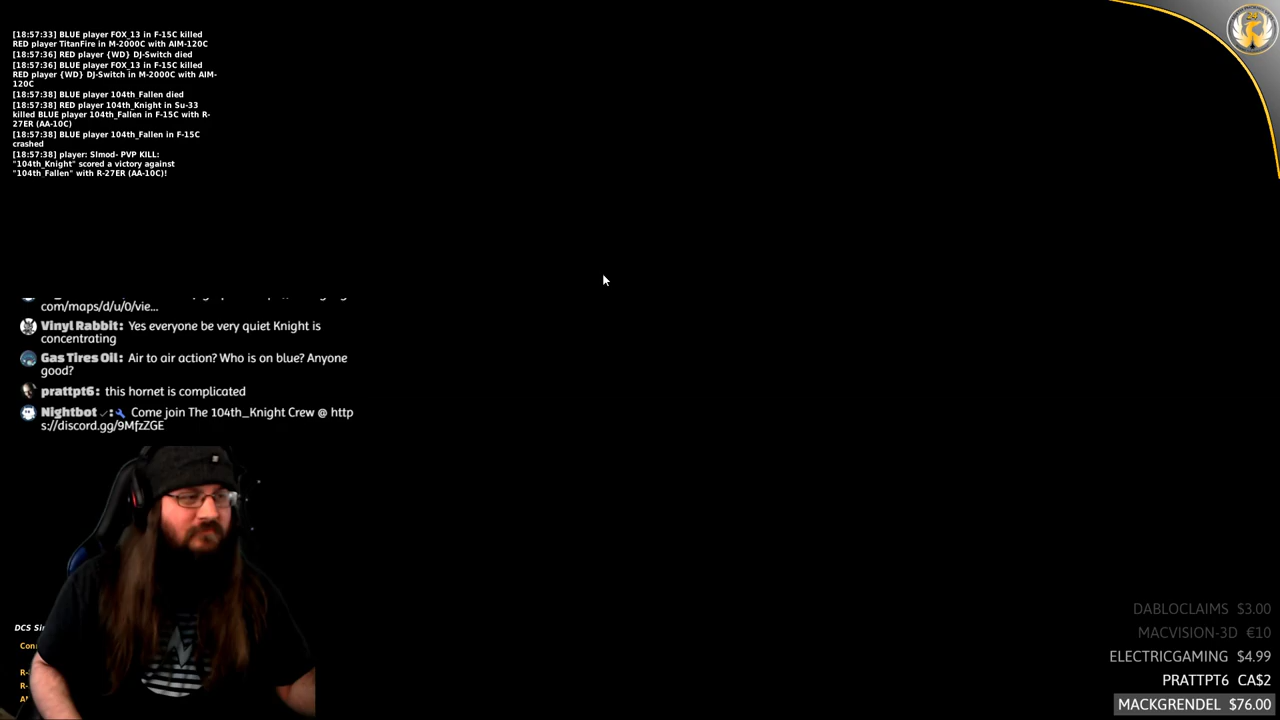 [18:57:33] BLUE player FOX_13 in F-15C killed
RED player TitanFire in M-2000C with AIM-120C
[18:57:36] RED player {WD} DJ-Switch died
[18:57:36] BLUE player FOX_13 in F-15C killed
RED player {WD} DJ-Switch in M-2000C with AIM-
120C
[18:57:38] BLUE player 104th_Fallen died
[18:57:38] RED player 104th_Knight in Su-33
killed BLUE player 104th_Fallen in F-15C with R-
27ER (AA-10C)
[18:57:38] BLUE player 104th_Fallen in F-15C
crashed
[18:57:38] player: Slmod- PVP KILL:
"104th_Knight" scored a victory against
"104th_Fallen" with R-27ER (AA-10C)!
com/maps/d/u/0/vie...
Vinyl Rabbit: Yes everyone be very quiet Knight is
concentrating
Gas Tires Oil: Air to air action? Who is on blue? Anyone
good?
prattpt6: this hornet is complicated
Nightbot ✓: Come join The 104th_Knight Crew @ http
s://discord.gg/9MfzZGE
DCS
DABLOCLAIMS $3.00
MACVISION-3D €10
ELECTRICGAMING $4.99
PRATTPT6 CA$2
MACKGRENDEL $76.00